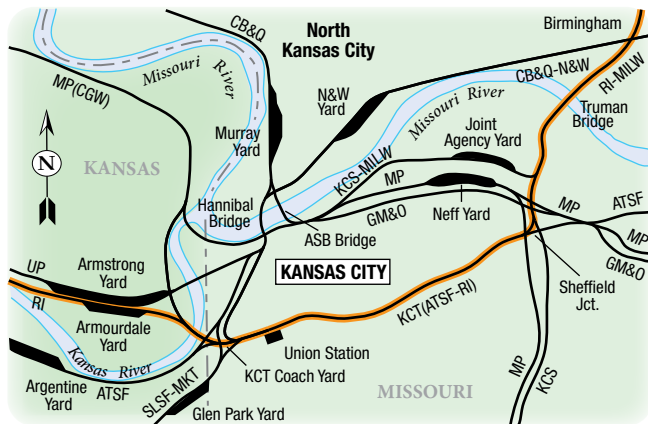 CB&Q
North
Kansas City
Birmingham
Missouri River
MP(CGW)
N&W
Yard
Missouri River
CB&Q-N&W
RI-MILW
Murray
Yard
Joint
Agency Yard
Truman
Bridge
N
KANSAS
KCS-MILW
MP
Hannibal
Bridge
GM&O
Neff Yard
MP
ATSF
ASB Bridge
MP
GM&O
UP
Armstrong
Yard
KANSAS CITY
Sheffield
Jct.
RI
KCT(ATSF-RI)
Armourdale
Yard
Kansas River
Union Station
MP
KCS
Argentine
Yard
ATSF
KCT Coach Yard
SLSF-MKT
MISSOURI
Glen Park Yard